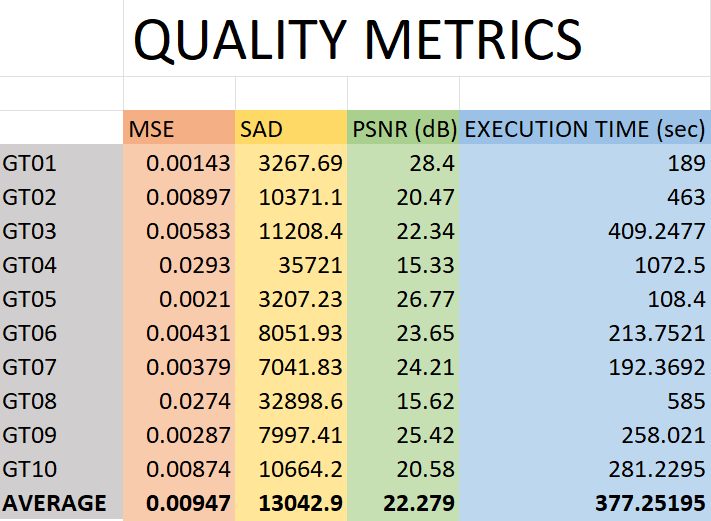 QUALITY METRICS
MSE SAD PSNR (dB) EXECUTION TIME (sec)
GT01 0.00143 3267.69 28.4 189
GT02 0.00897 10371.1 20.47 463
GT03 0.00583 11208.4 22.34 409.2477
GT04 0.0293 35721 15.33 1072.5
GT05 0.0021 3207.23 26.77 108.4
GT06 0.00431 8051.93 23.65 213.7521
GT07 0.00379 7041.83 24.21 192.3692
GT08 0.0274 32898.6 15.62 585
GT09 0.00287 7997.41 25.42 258.021
GT10 0.00874 10664.2 20.58 281.2295
AVERAGE 0.00947 13042.9 22.279 377.25195